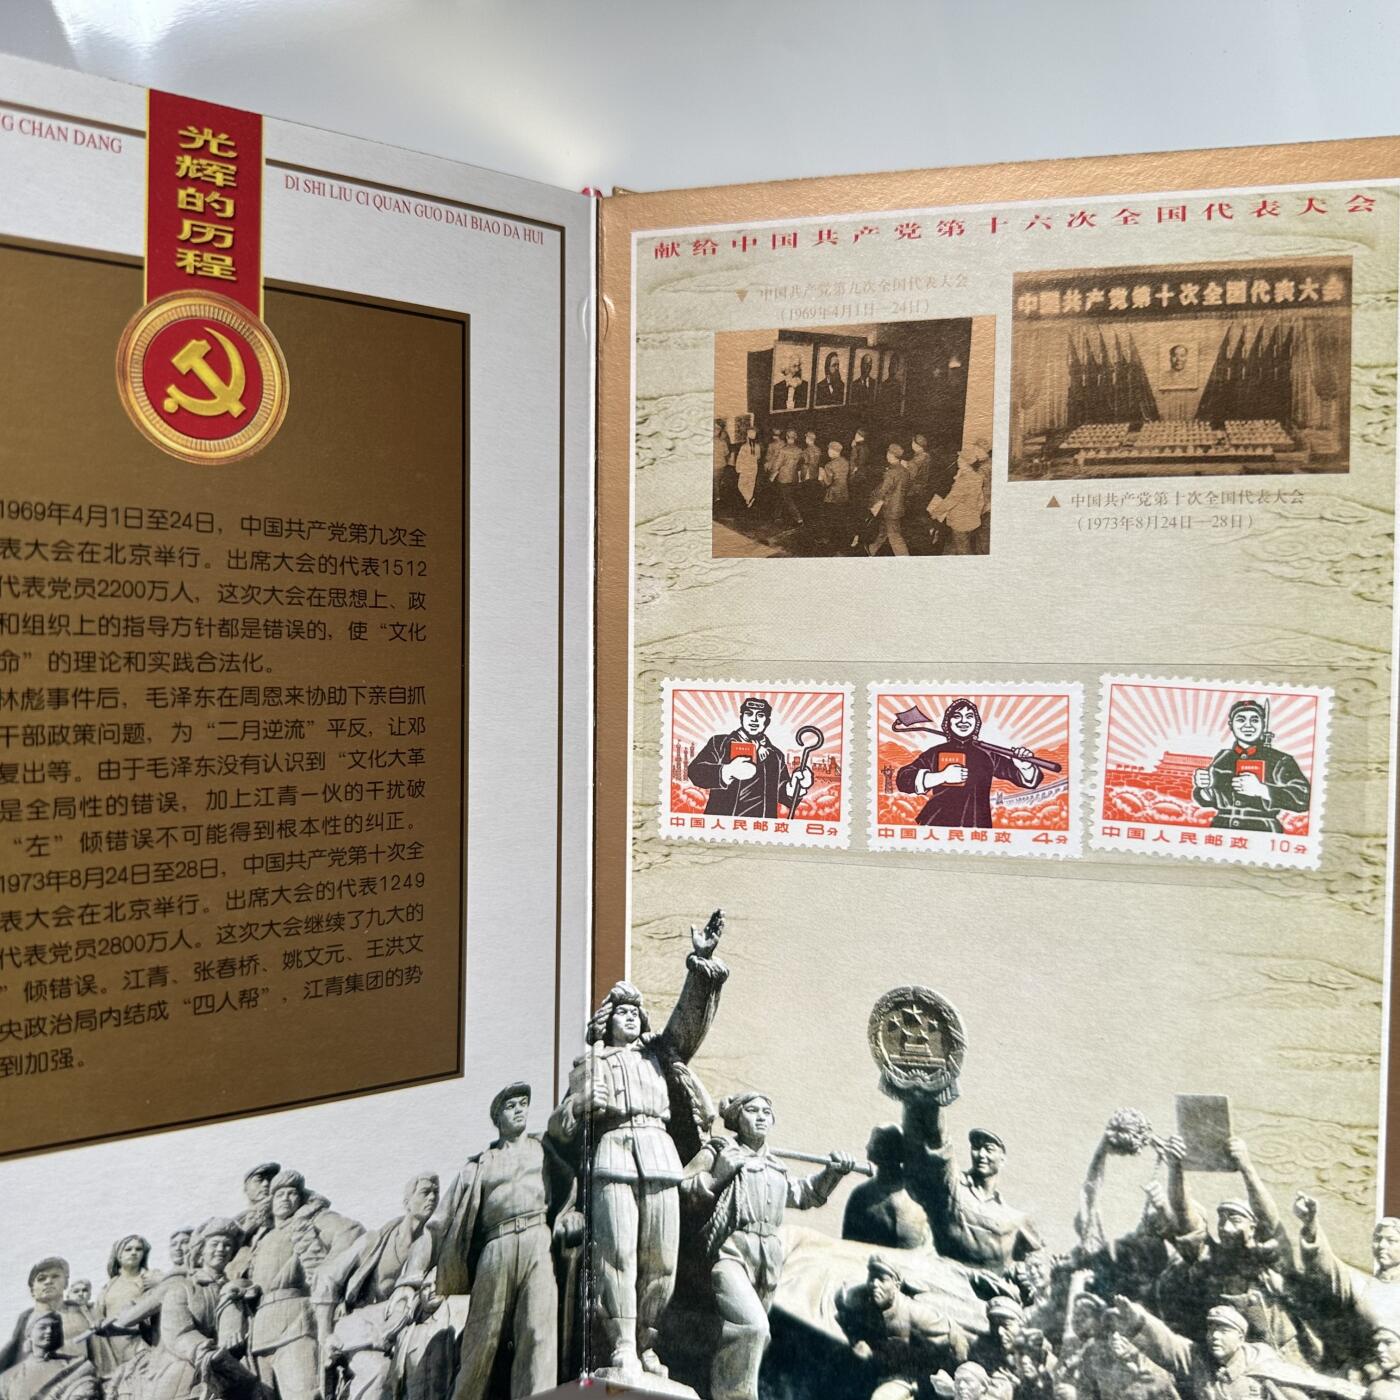 G CHAN DANG
光辉的历程
DI SHI LIU CI QUAN GUO DAI BIAO DA HUI
1969年4月1日至24日，中国共产党第九次全
表大会在北京举行。出席大会的代表1512
代表党员2200万人，这次大会在思想上、政
和组织上的指导方针都是错误的，使“文化
命”的理论和实践合法化。
林彪事件后，毛泽东在周恩来协助下亲自抓
干部政策问题，为“二月逆流”平反，让邓
复出等。由于毛泽东没有认识到“文化大革
是全局性的错误，加上江青一伙的干扰破
“左”倾错误不可能得到根本性的纠正。
1973年8月24日至28日，中国共产党第十次全
表大会在北京举行。出席大会的代表1249
代表党员2800万人。这次大会继续了九大的
”倾错误。江青、张春桥、姚文元、王洪文
央政治局内结成“四人帮”，江青集团的势
到加强。
献给中国共产党第十六次全国代表大会
▼ 中国共产党第九次全国代表大会
（1969年4月1日—24日）
中国共产党第十次全国代表大会
▲ 中国共产党第十次全国代表大会
（1973年8月24日—28日）
中国人民邮政 8分
中国人民邮政 4分
中国人民邮政 10分